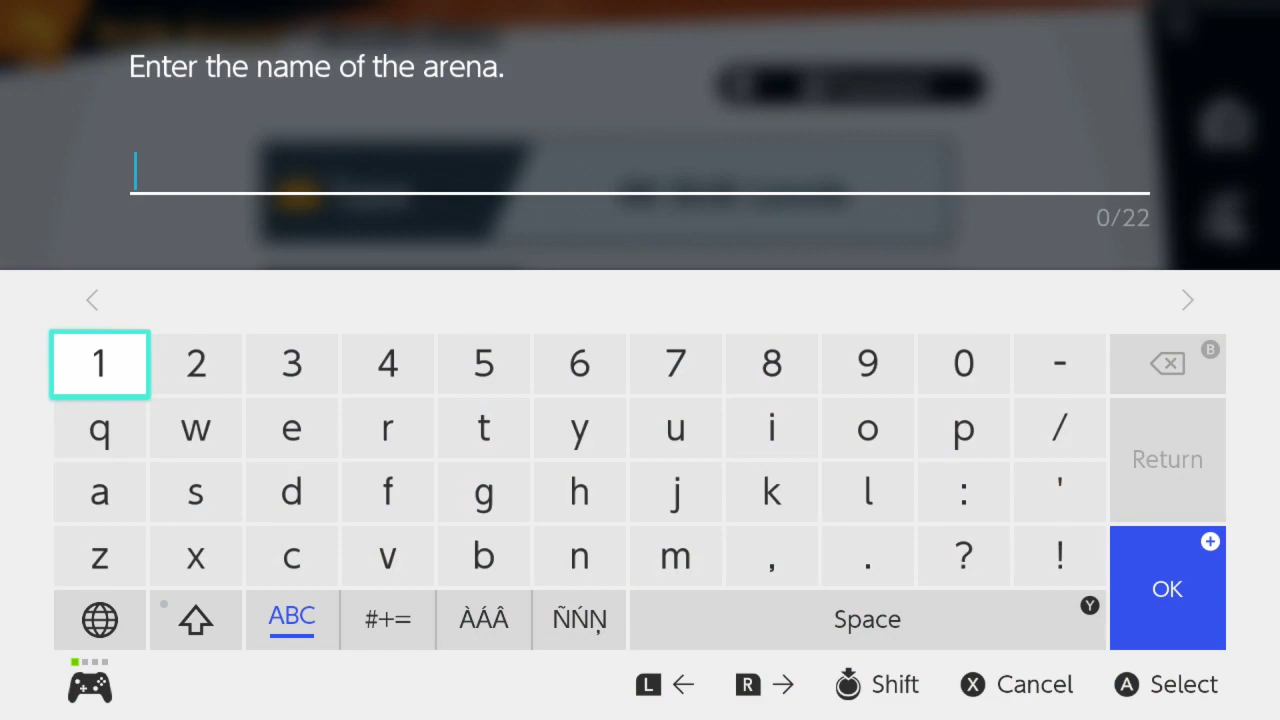 Enter the name of the arena.
0/22
1 2 3 4 5 6 7 8 9 0 - B
q w e r t y u i o p /
Return
a s d f g h j k l : '
z x c v b n m , . ? !
OK
ABC #+= ÀÁÂ ÑŃŅ Space Y
L ← R → Shift X Cancel A Select